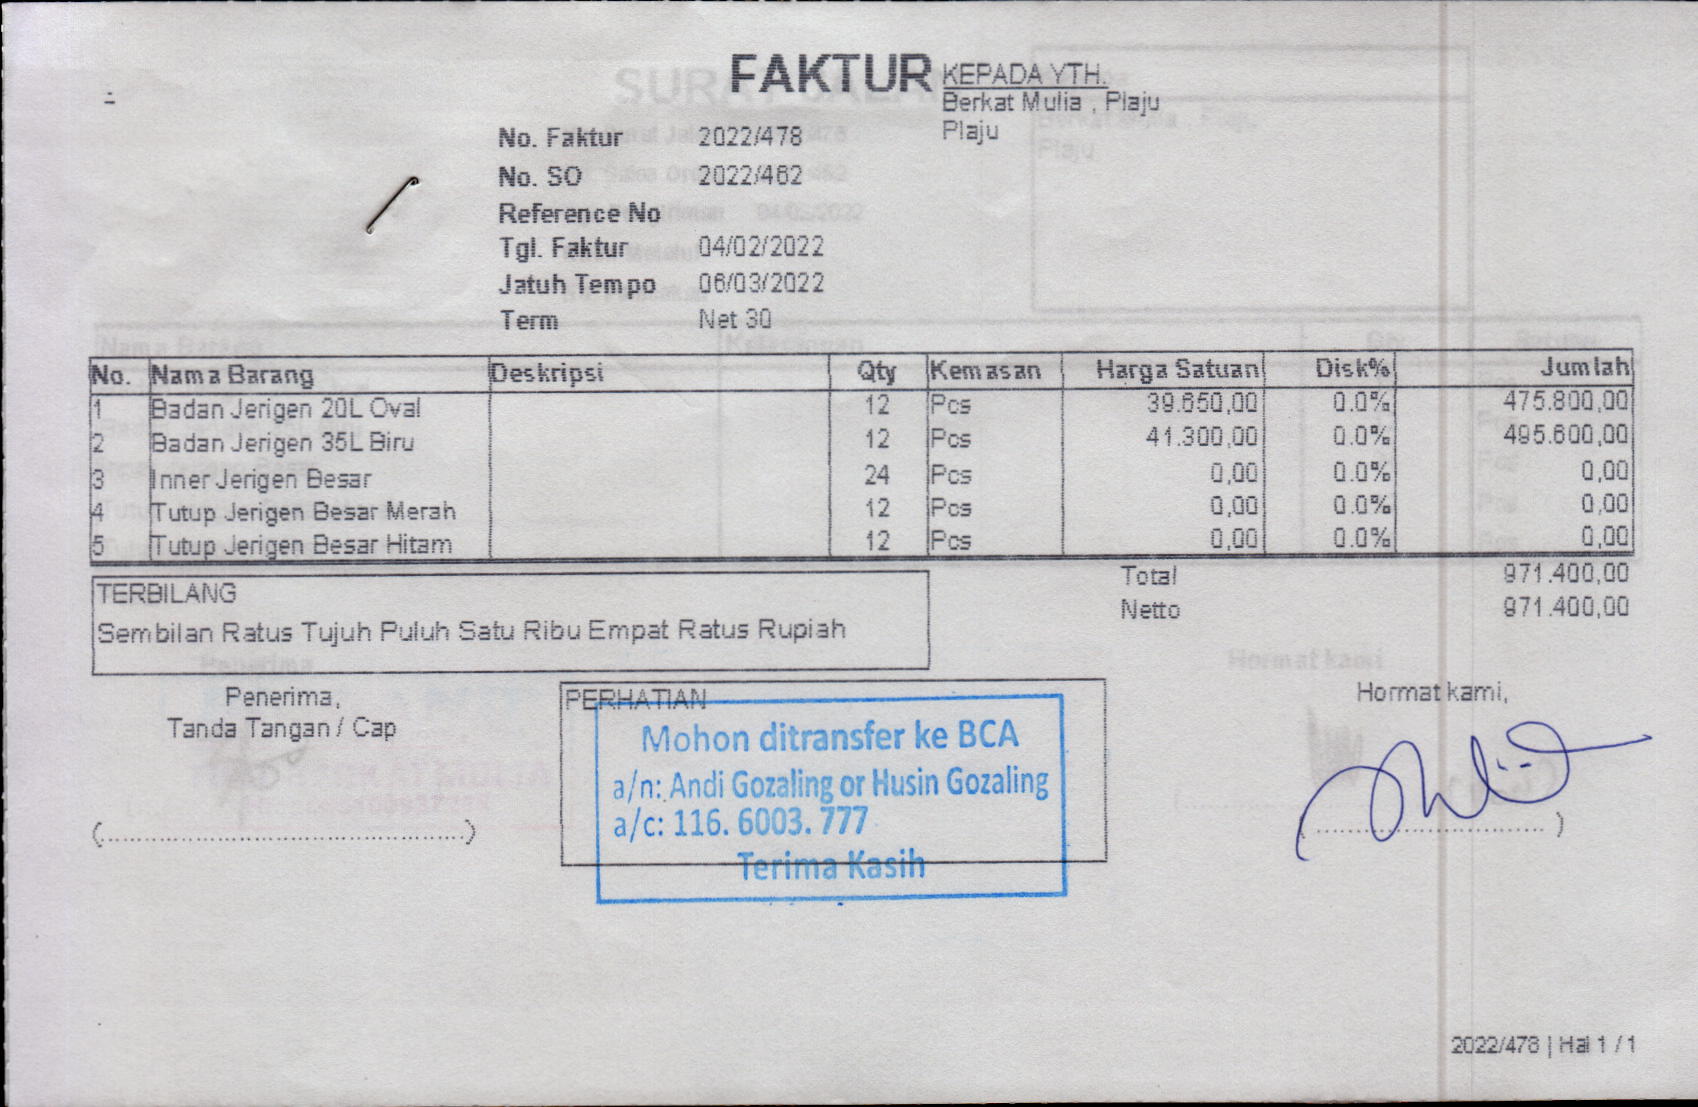 FAKTUR
KEPADA YTH.
Berkat Mulia , Plaju
Plaju
No. Faktur 2022/478
No. SO 2022/462
Reference No
Tgl. Faktur 04/02/2022
Jatuh Tempo 06/03/2022
Term Net 30
No. Nama Barang Deskripsi Qty Kemasan Harga Satuan Disk% Jumlah
1 Badan Jerigen 20L Oval 12 Pcs 39.650,00 0.0% 475.800,00
2 Badan Jerigen 35L Biru 12 Pcs 41.300,00 0.0% 495.600,00
3 Inner Jerigen Besar 24 Pcs 0,00 0.0% 0,00
4 Tutup Jerigen Besar Merah 12 Pcs 0,00 0.0% 0,00
5 Tutup Jerigen Besar Hitam 12 Pcs 0,00 0.0% 0,00
Total 971.400,00
Netto 971.400,00
TERBILANG
Sembilan Ratus Tujuh Puluh Satu Ribu Empat Ratus Rupiah
Penerima,
Tanda Tangan / Cap
PERHATIAN
Mohon ditransfer ke BCA
a/n: Andi Gozaling or Husin Gozaling
a/c: 116. 6003. 777
Terima Kasih
Hormat kami,
2022/478 | Hal 1 / 1